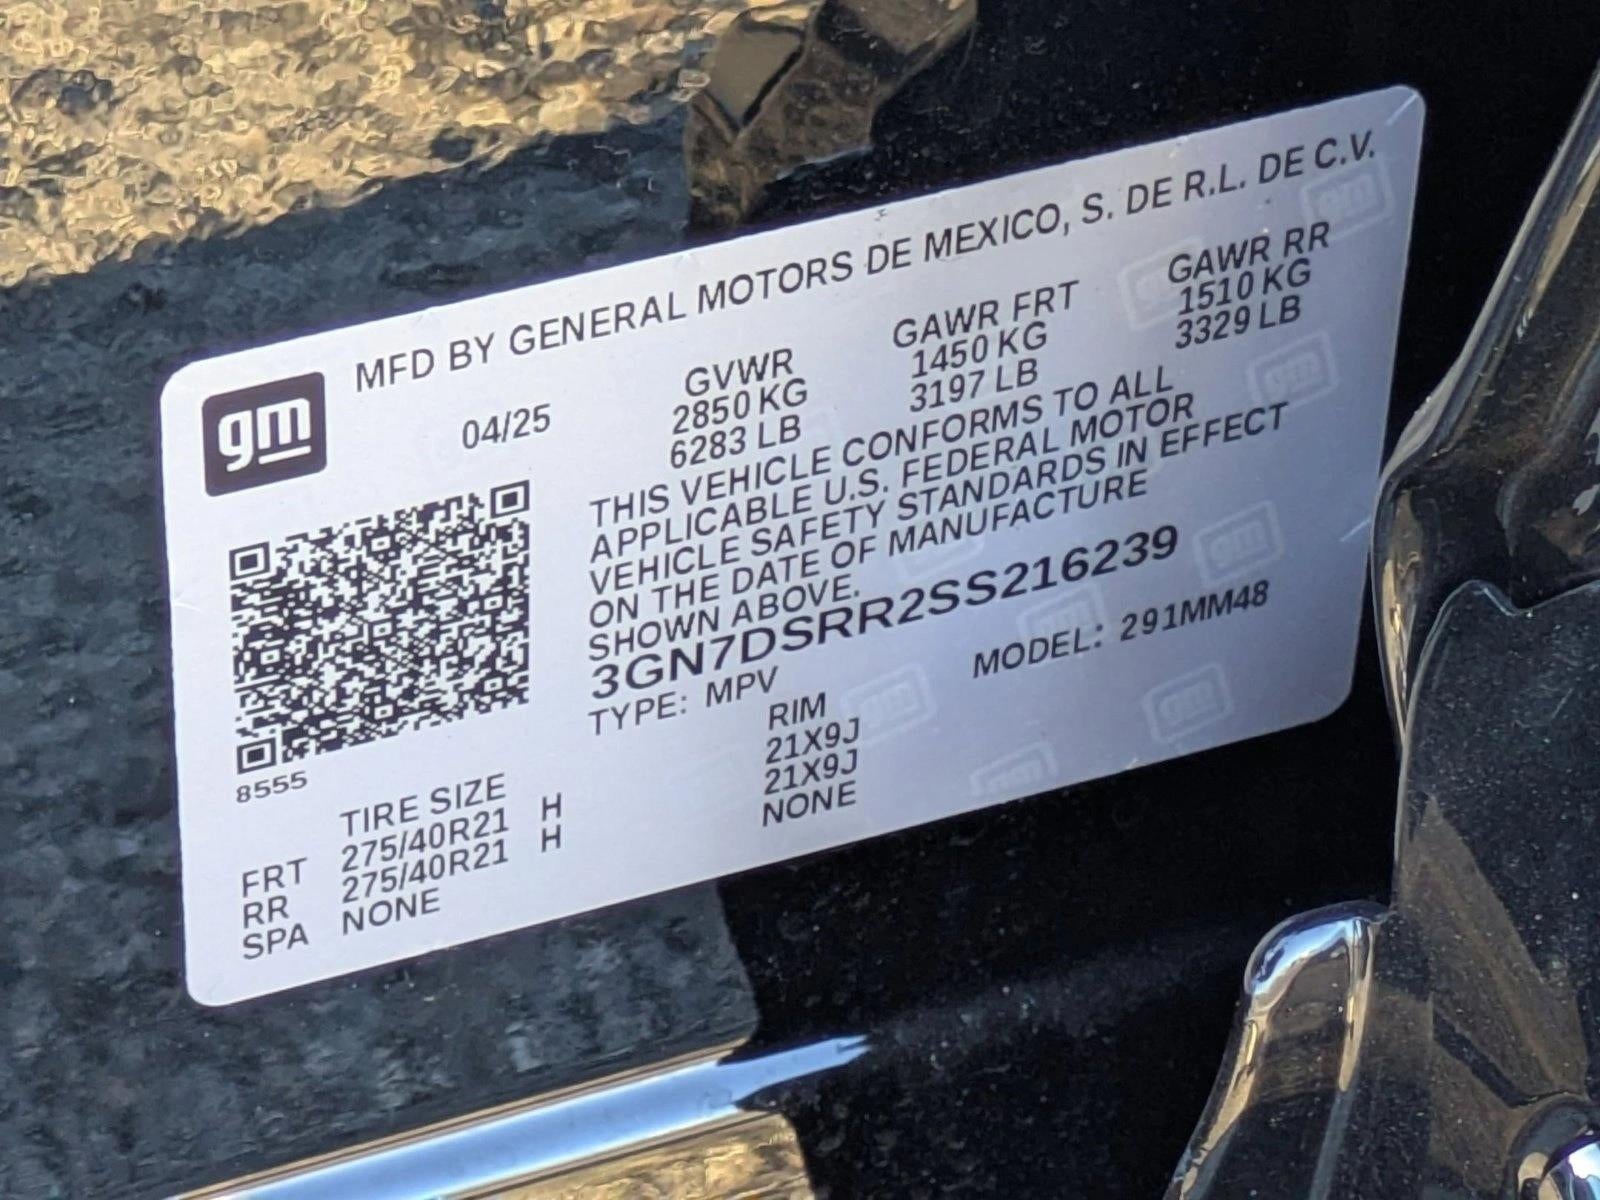 MFD BY GENERAL MOTORS DE MEXICO, S. DE R.L. DE C.V.
gm
04/25
GVWR
2850 KG
6283 LB
GAWR FRT
1450 KG
3197 LB
GAWR RR
1510 KG
3329 LB
THIS VEHICLE CONFORMS TO ALL
APPLICABLE U.S. FEDERAL MOTOR
VEHICLE SAFETY STANDARDS IN EFFECT
ON THE DATE OF MANUFACTURE
SHOWN ABOVE.
3GN7DSRR2SS216239
TYPE: MPV MODEL: 291MM48
8555
TIRE SIZE RIM
FRT 275/40R21 H 21X9J
RR 275/40R21 H 21X9J
SPA NONE NONE